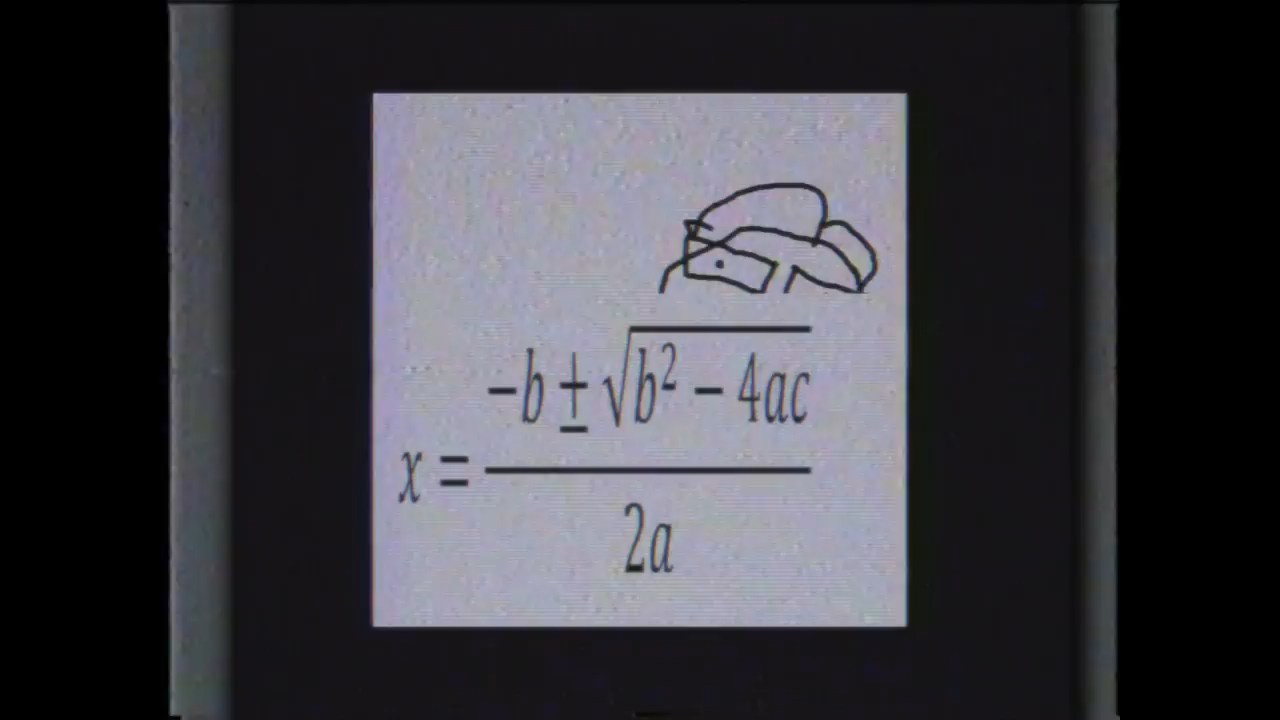 x = −b ± √b² − 4ac
2a